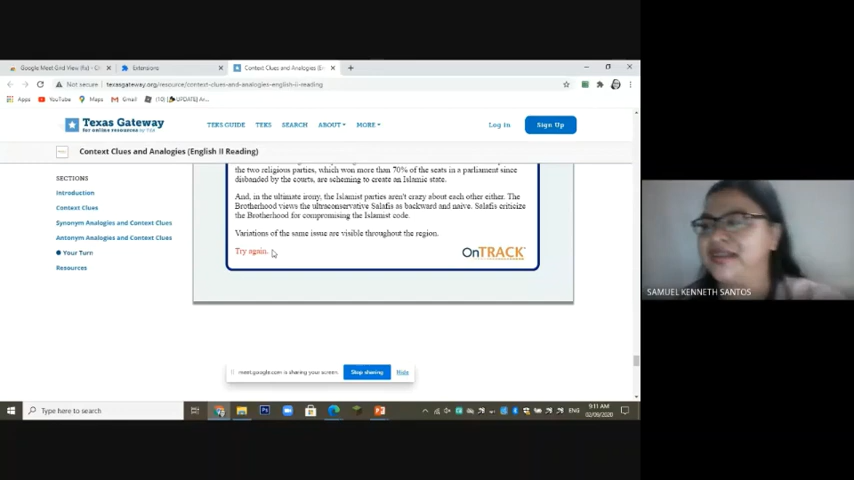 Google Meet Grid View (fix) - Ch
Extensions
Context Clues and Analogies (E
Not secure
texasgateway.org/resource/context-clues-and-analogies-english-ii-reading
Apps
YouTube
Maps
Gmail
Texas Gateway
for online resources by TEA
TEKS GUIDE
TEKS
SEARCH
ABOUT
MORE
Log in
Sign Up
Context Clues and Analogies (English II Reading)
SECTIONS
Introduction
Context Clues
Synonym Analogies and Context Clues
Antonym Analogies and Context Clues
Your Turn
Resources
the two religious parties, which won more than 70% of the seats in a parliament since
disbanded by the courts, are scheming to create an Islamic state.
And, in the ultimate irony, the Islamist parties aren't crazy about each other either. The
Brotherhood views the ultraconservative Salafis as backward and naive. Salafis criticize
the Brotherhood for compromising the Islamist code.
Variations of the same issue are visible throughout the region.
Try again.
OnTRACK
meet.google.com is sharing your screen.
Stop sharing
Hide
SAMUEL KENNETH SANTOS
Type here to search
ENG
9:11 AM